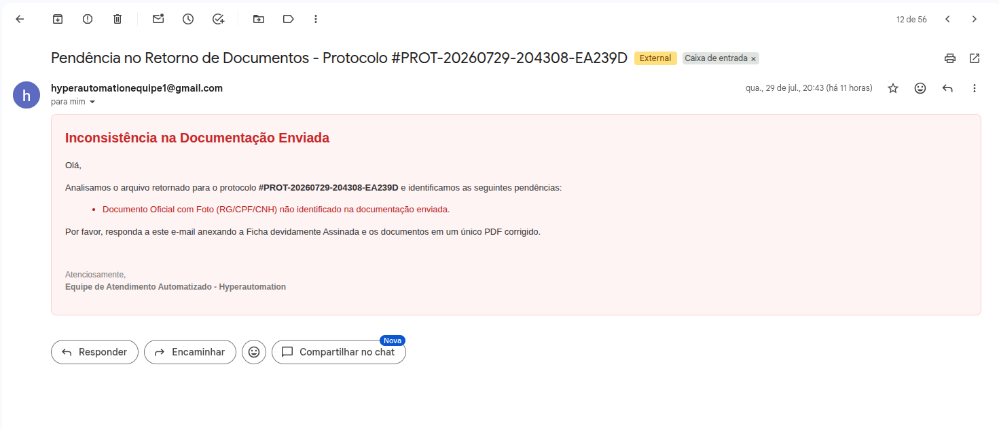 12 de 56
Pendência no Retorno de Documentos - Protocolo #PROT-20260729-204308-EA239D External Caixa de entrada ×
h
hyperautomationequipe1@gmail.com qua., 29 de jul., 20:43 (há 11 horas)
para mim
Inconsistência na Documentação Enviada
Olá,
Analisamos o arquivo retornado para o protocolo #PROT-20260729-204308-EA239D e identificamos as seguintes pendências:
• Documento Oficial com Foto (RG/CPF/CNH) não identificado na documentação enviada.
Por favor, responda a este e-mail anexando a Ficha devidamente Assinada e os documentos em um único PDF corrigido.
Atenciosamente,
Equipe de Atendimento Automatizado - Hyperautomation
Nova
Responder Encaminhar Compartilhar no chat